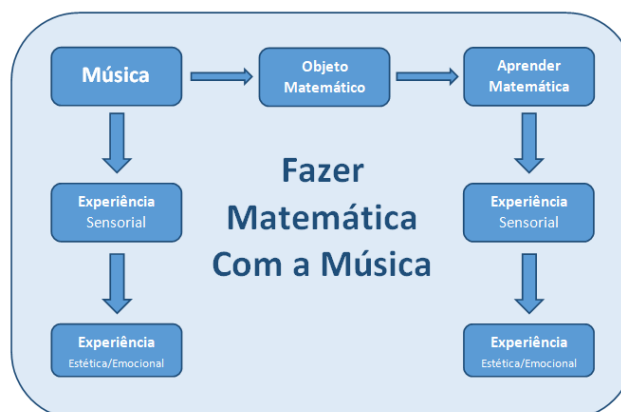 Música
Objeto
Matemático
Aprender
Matemática
Experiência
Sensorial
Fazer
Matemática
Com a Música
Experiência
Sensorial
Experiência
Estética/Emocional
Experiência
Estética/Emocional